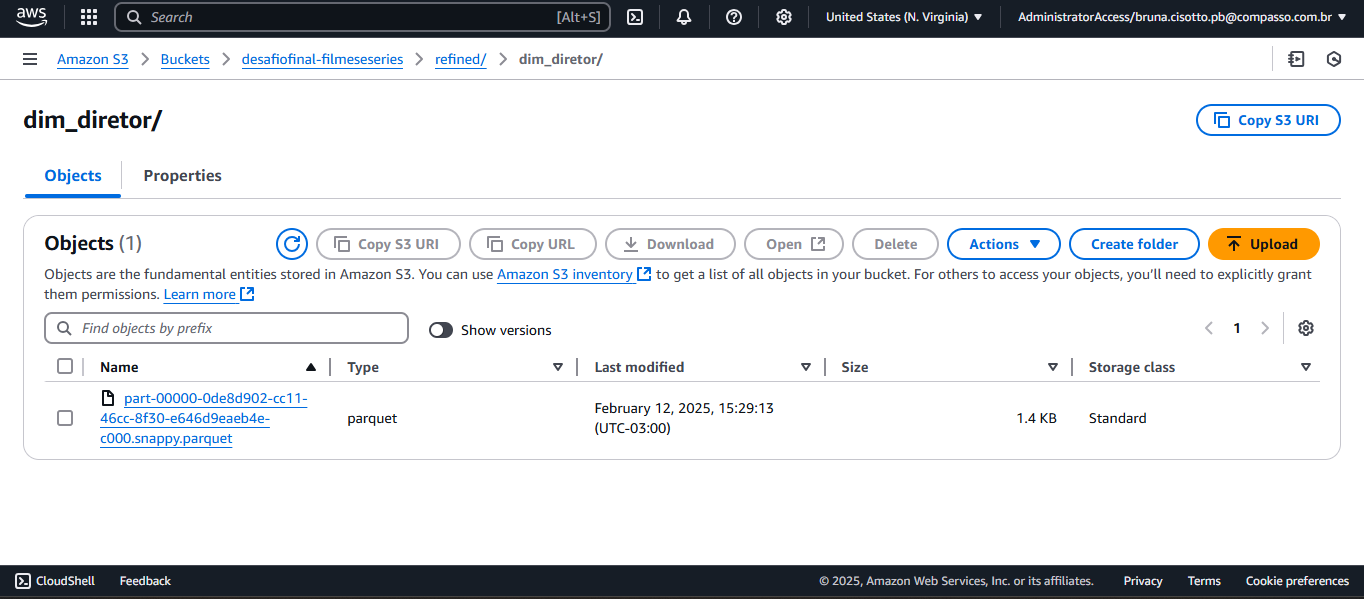 aws Search [Alt+S] United States (N. Virginia) AdministratorAccess/bruna.cisotto.pb@compasso.com.br
Amazon S3 Buckets desafiofinal-filmeseseries refined/ dim_diretor/
dim_diretor/ Copy S3 URI
Objects Properties
Objects (1) Copy S3 URI Copy URL Download Open Delete Actions Create folder Upload
Objects are the fundamental entities stored in Amazon S3. You can use Amazon S3 inventory to get a list of all objects in your bucket. For others to access your objects, you’ll need to explicitly grant
them permissions. Learn more
Find objects by prefix Show versions 1
Name Type Last modified Size Storage class
part-00000-0de8d902-cc11-
46cc-8f30-e646d9eaeb4e-
c000.snappy.parquet
parquet
February 12, 2025, 15:29:13
(UTC-03:00)
1.4 KB
Standard
CloudShell Feedback © 2025, Amazon Web Services, Inc. or its affiliates. Privacy Terms Cookie preferences